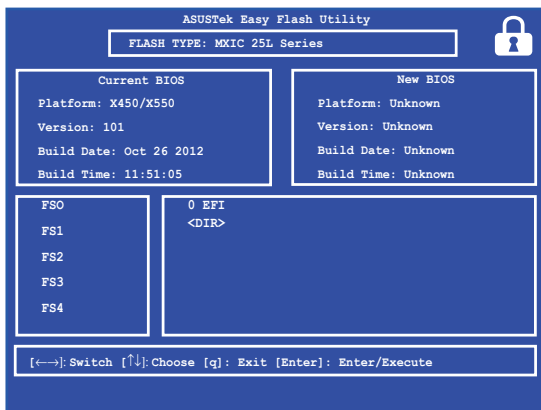 ASUSTek Easy Flash Utility
FLASH TYPE: MXIC 25L Series
Current BIOS
Platform: X450/X550
Version: 101
Build Date: Oct 26 2012
Build Time: 11:51:05
New BIOS
Platform: Unknown
Version: Unknown
Build Date: Unknown
Build Time: Unknown
FSO
FS1
FS2
FS3
FS4
0 EFI
<DIR>
[←→]: Switch [↑↓]: Choose [q]: Exit [Enter]: Enter/Execute